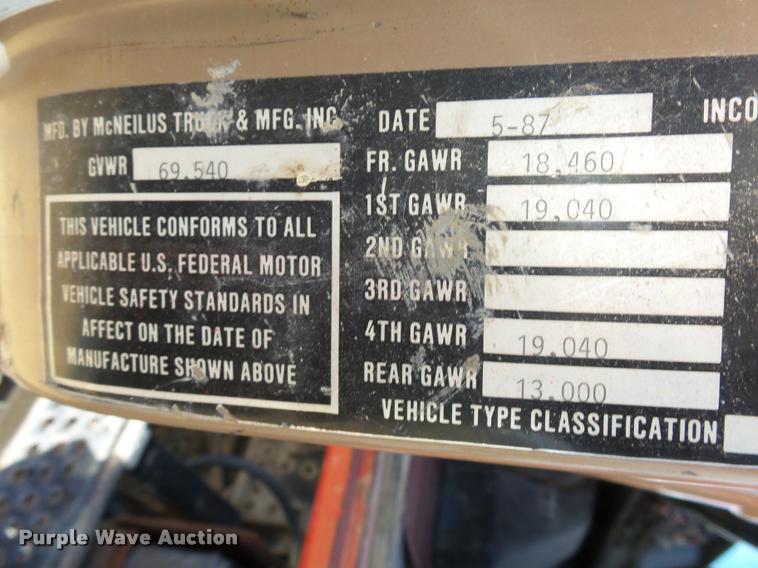 MFD. BY McNEILUS TRUCK & MFG. INC.
GVWR 69,540
THIS VEHICLE CONFORMS TO ALL
APPLICABLE U.S. FEDERAL MOTOR
VEHICLE SAFETY STANDARDS IN
AFFECT ON THE DATE OF
MANUFACTURE SHOWN ABOVE
DATE 5-87 INCO
FR. GAWR 18,460
1ST GAWR 19,040
2ND GAWR
3RD GAWR
4TH GAWR 19,040
REAR GAWR 13,000
VEHICLE TYPE CLASSIFICATION
Purple Wave Auction